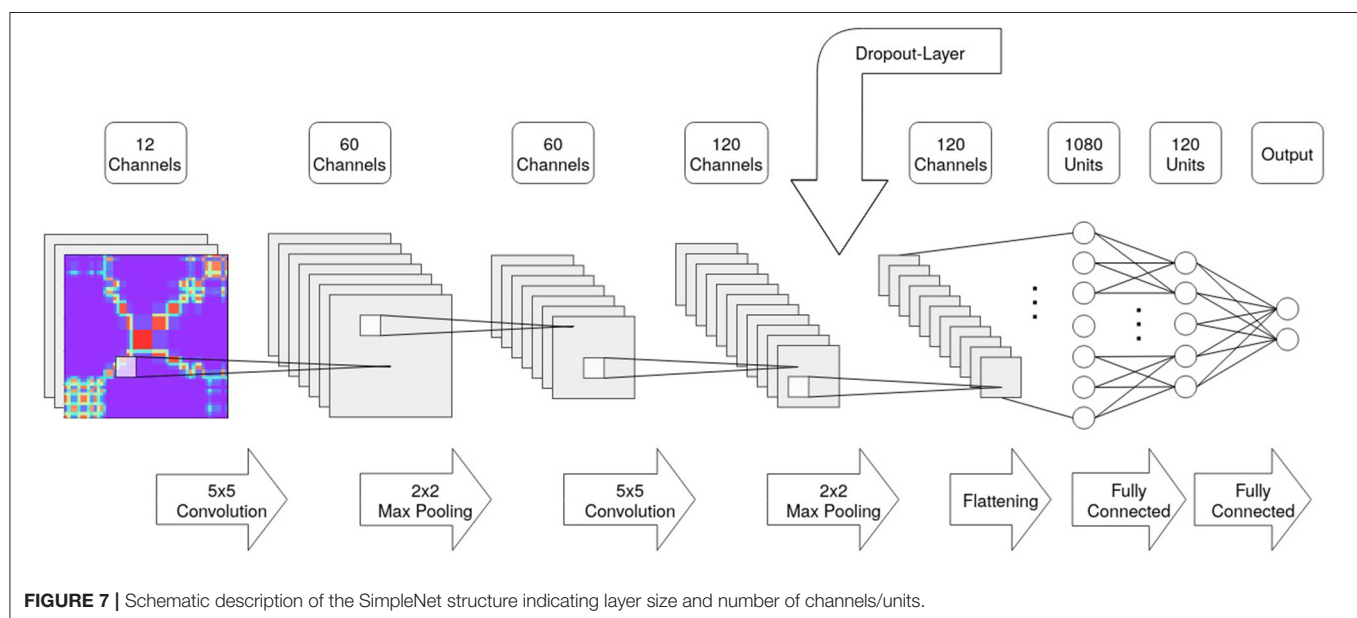 Dropout-Layer
12
Channels
60
Channels
60
Channels
120
Channels
120
Channels
1080
Units
120
Units
Output
5x5
Convolution
2x2
Max Pooling
5x5
Convolution
2x2
Max Pooling
Flattening
Fully
Connected
Fully
Connected
FIGURE 7 | Schematic description of the SimpleNet structure indicating layer size and number of channels/units.